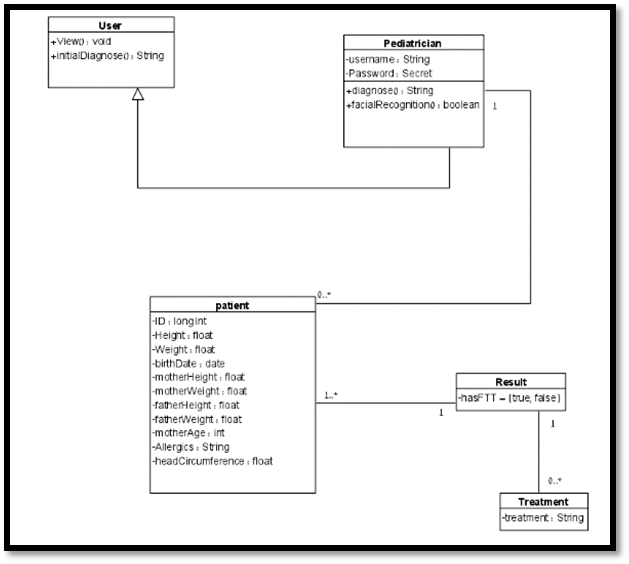 User
+View() : void
+initialDiagnose() : String
Pediatrician
-username : String
-Password : Secret
+diagnose() : String
+facialRecognition() : boolean
1
0..*
patient
-ID : longint
-Height : float
-Weight : float
-birthDate : date
-motherHeight : float
-motherWeight : float
-fatherHeight : float
-fatherWeight : float
-motherAge : int
-Allergics : String
-headCircumference : float
1..*
1
Result
-hasFTT = {true, false}
1
0..*
Treatment
-treatment : String